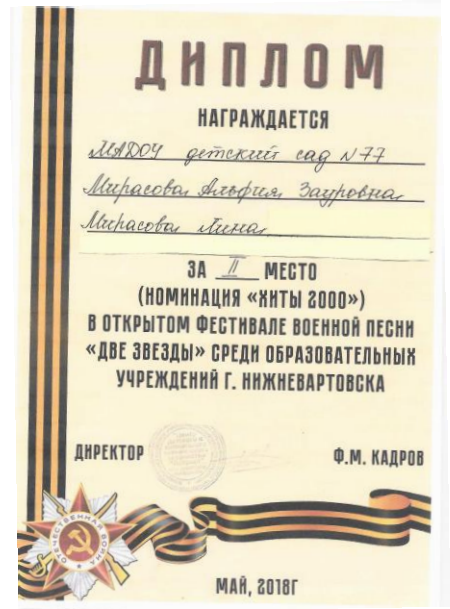 ДИПЛОМ
НАГРАЖДАЕТСЯ
МАДОУ детский сад №77
Мирасова Альфия Зауровна
Мирасова Лина
ЗА II МЕСТО
(НОМИНАЦИЯ «ХИТЫ 2000»)
В ОТКРЫТОМ ФЕСТИВАЛЕ ВОЕННОЙ ПЕСНИ
«ДВЕ ЗВЕЗДЫ» СРЕДИ ОБРАЗОВАТЕЛЬНЫХ
УЧРЕЖДЕНИЙ Г. НИЖНЕВАРТОВСКА
ДИРЕКТОР Ф.М. КАДРОВ
ОТЕЧЕСТВЕННАЯ ВОЙНА
МАЙ, 2018Г